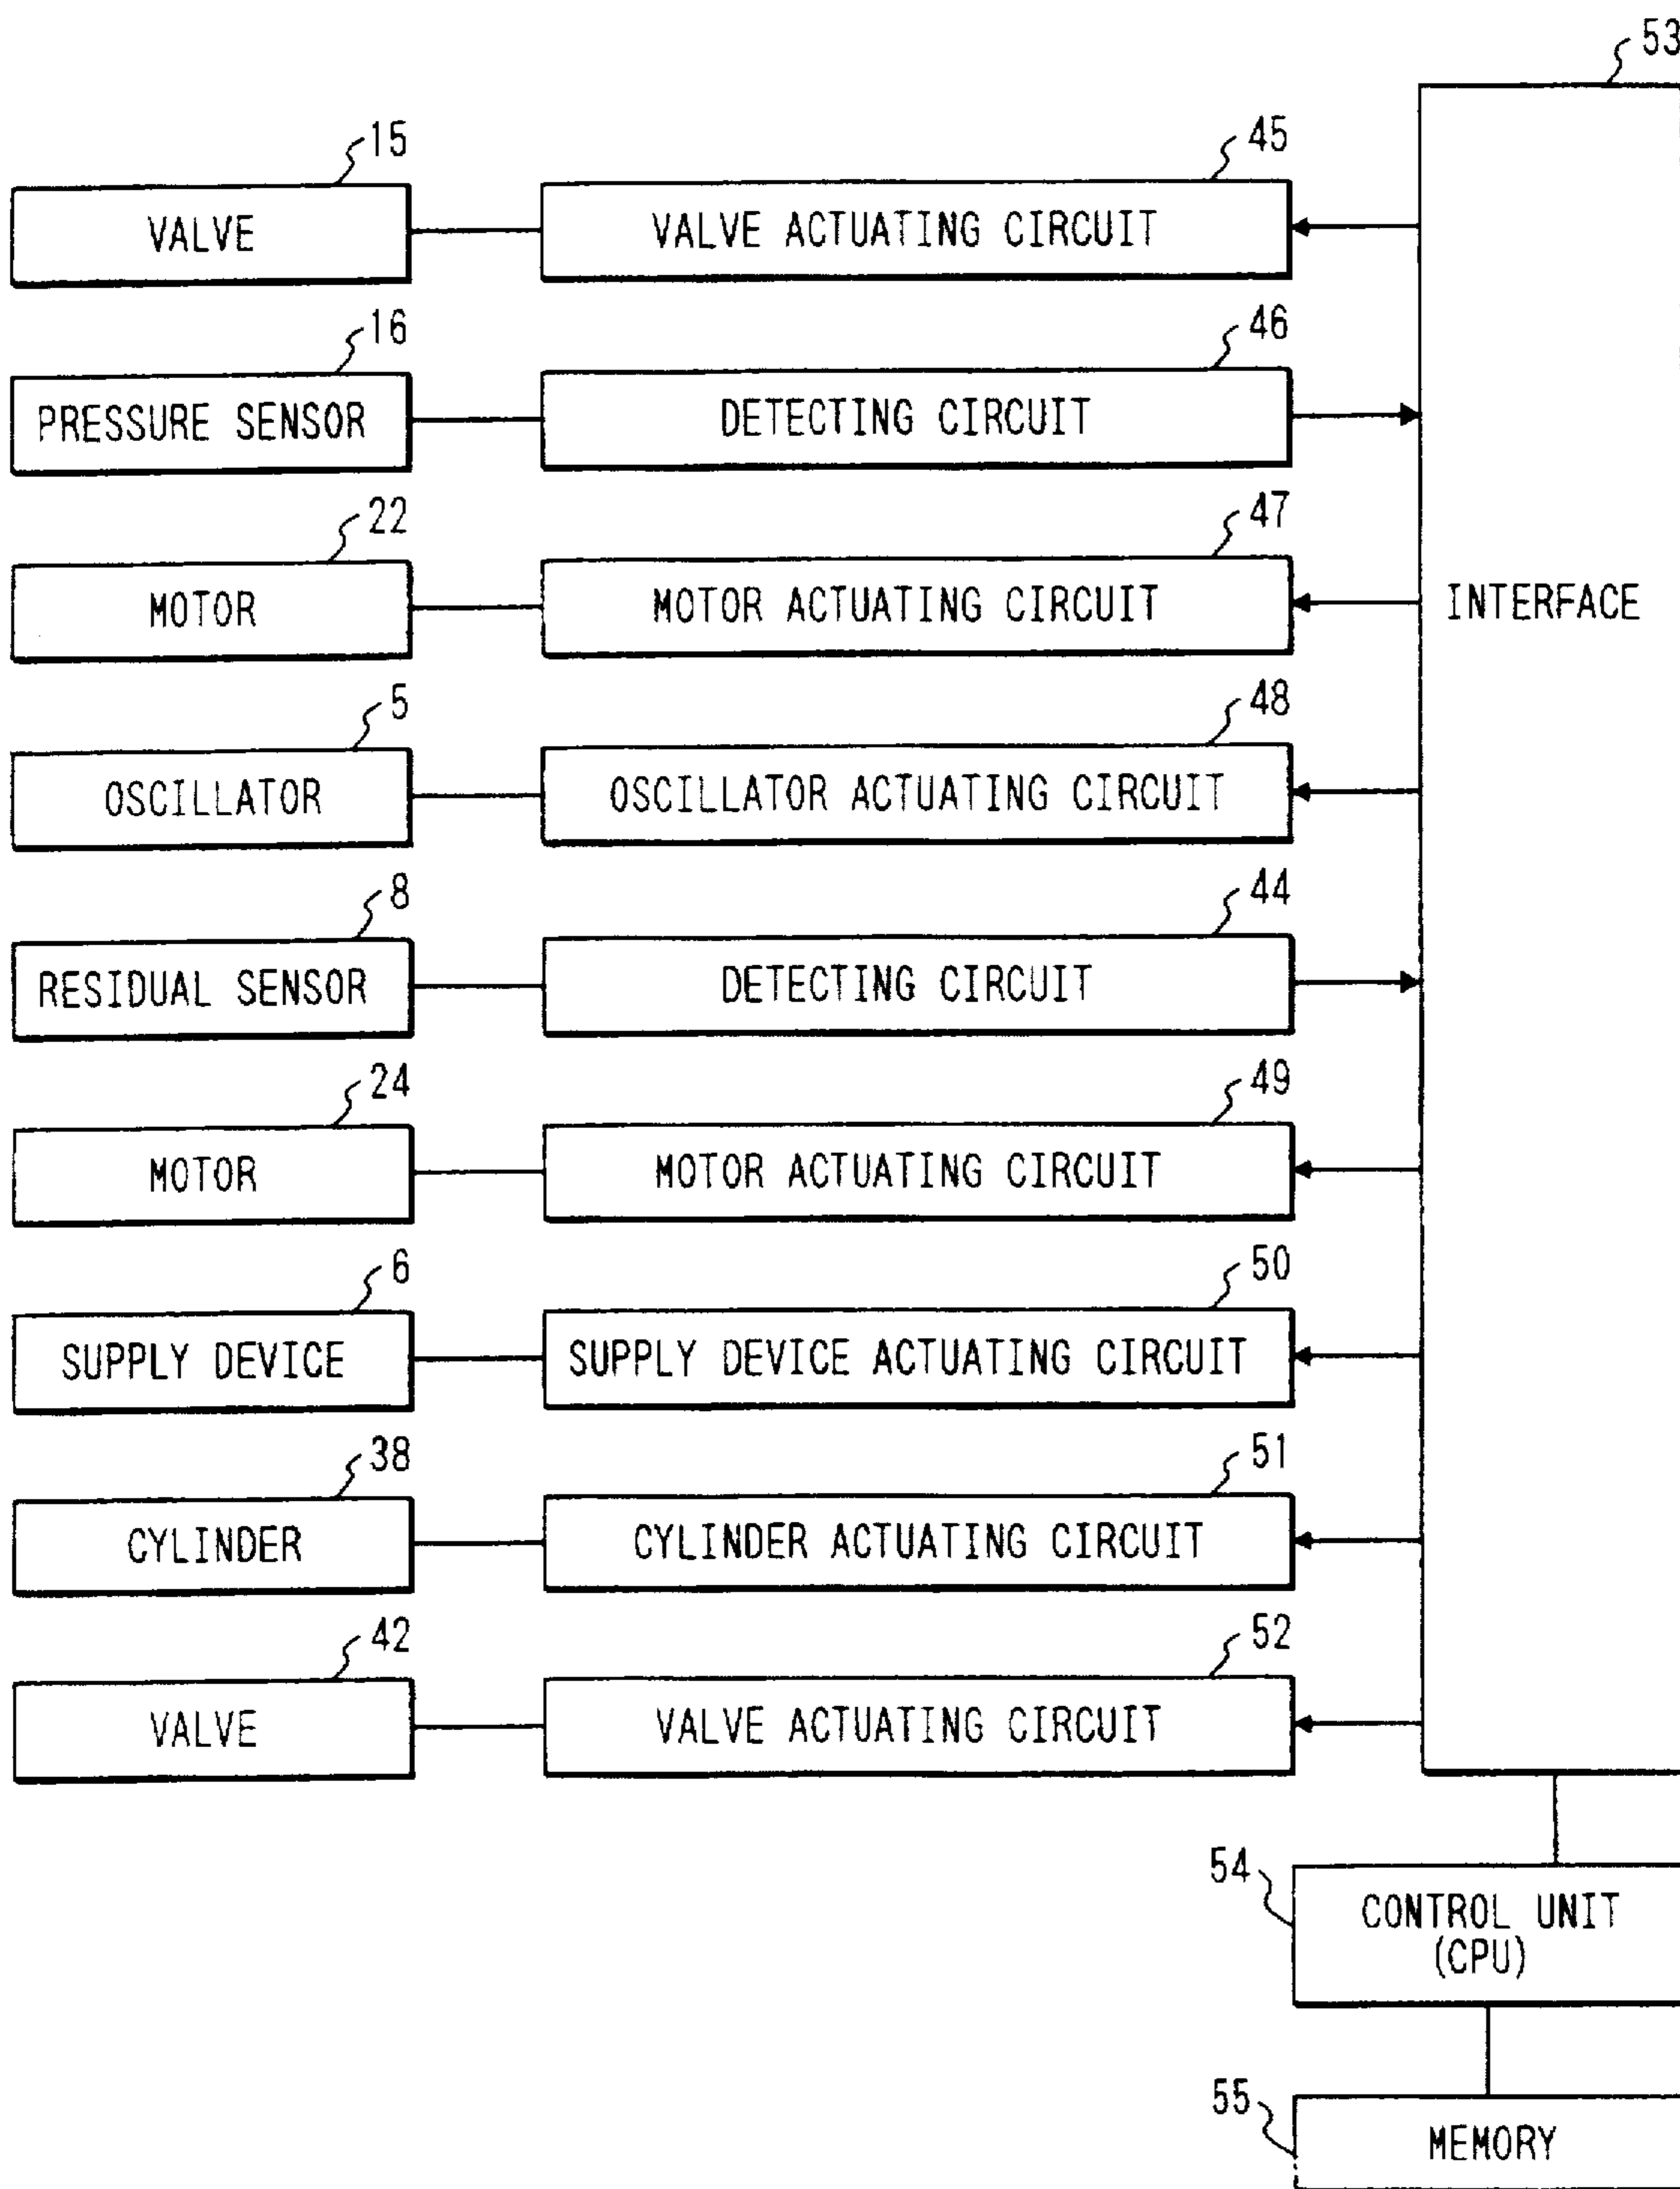 53
15
45
VALVE
VALVE ACTUATING CIRCUIT
16
46
PRESSURE SENSOR
DETECTING CIRCUIT
22
47
MOTOR
MOTOR ACTUATING CIRCUIT
INTERFACE
5
48
OSCILLATOR
OSCILLATOR ACTUATING CIRCUIT
8
44
RESIDUAL SENSOR
DETECTING CIRCUIT
24
49
MOTOR
MOTOR ACTUATING CIRCUIT
6
50
SUPPLY DEVICE
SUPPLY DEVICE ACTUATING CIRCUIT
38
51
CYLINDER
CYLINDER ACTUATING CIRCUIT
42
52
VALVE
VALVE ACTUATING CIRCUIT
54
CONTROL UNIT
(CPU)
55
MEMORY